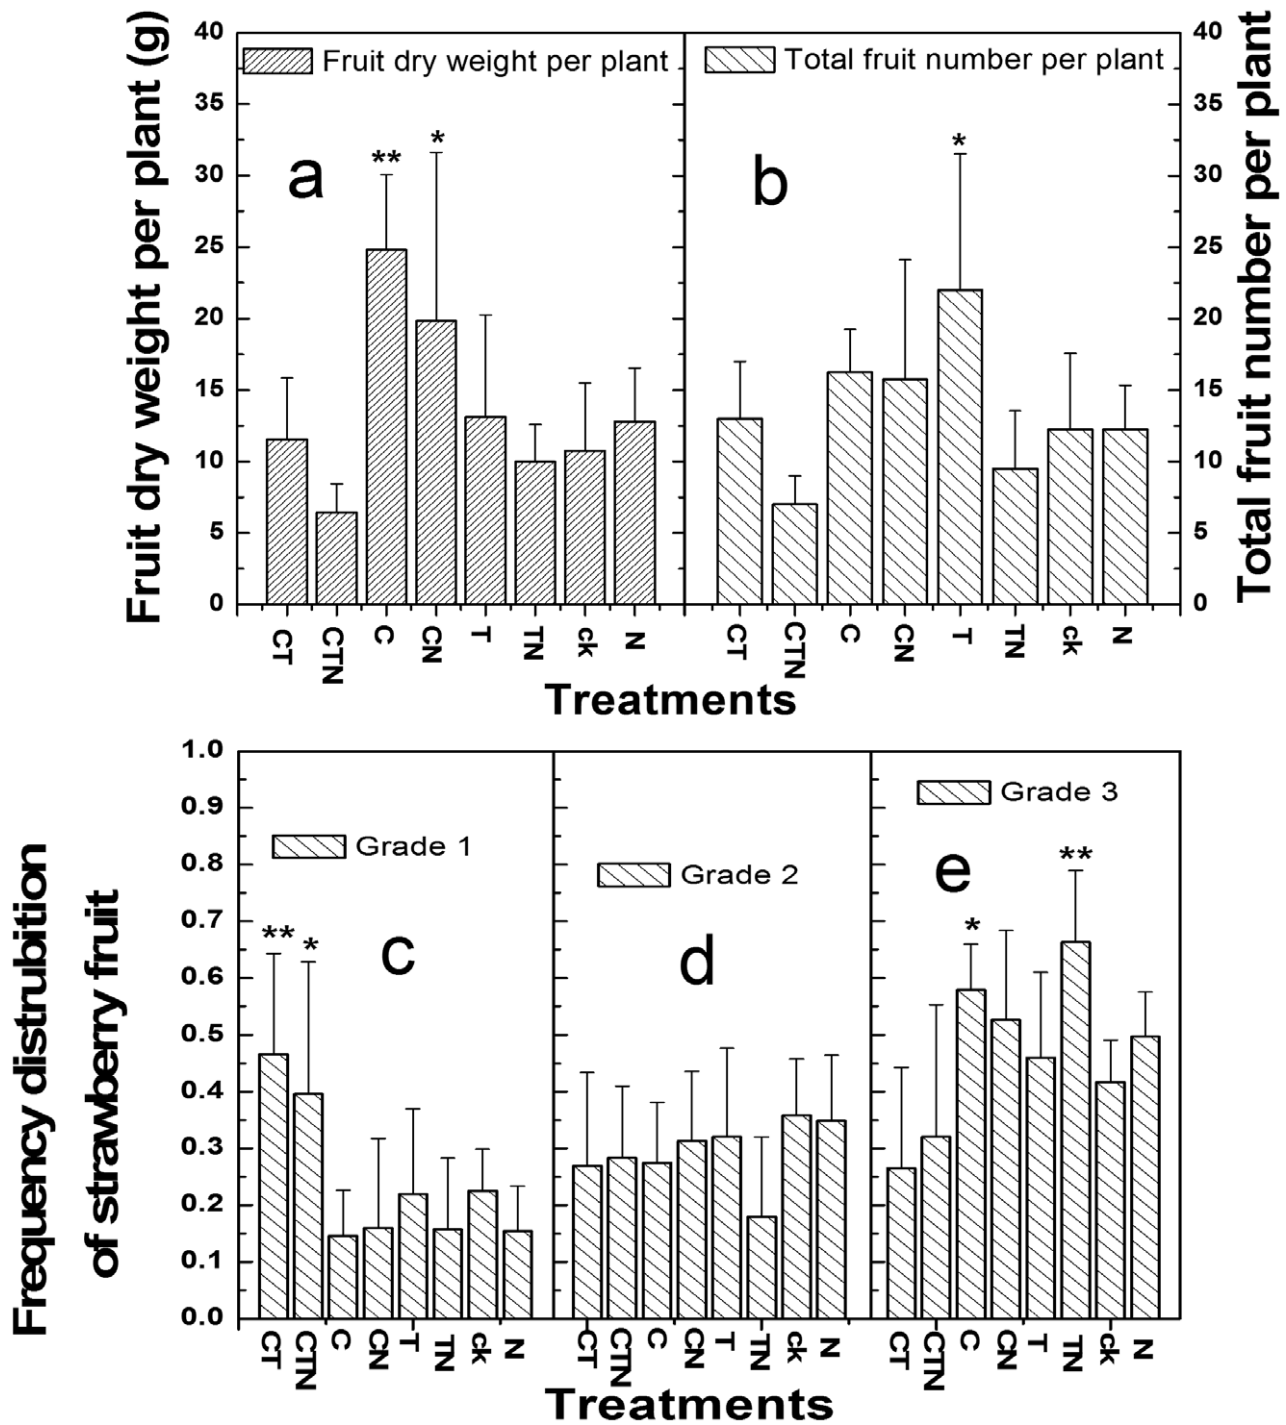 Fruit dry weight per plant (g)
40
35
30
25
20
15
10
5
0
Fruit dry weight per plant
a
**
*
CT
CTN
C
CN
T
TN
ck
N
Total fruit number per plant
b
*
CT
CTN
C
CN
T
TN
ck
N
40
35
30
25
20
15
10
5
0
Total fruit number per plant
Treatments
Frequency distrubition
of strawberry fruit
1.0
0.9
0.8
0.7
0.6
0.5
0.4
0.3
0.2
0.1
0.0
Grade 1
c
**
*
CT
CTN
C
CN
T
TN
ck
N
Grade 2
d
CT
CTN
C
CN
T
TN
ck
N
Grade 3
e
*
**
CT
CTN
C
CN
T
TN
ck
N
Treatments